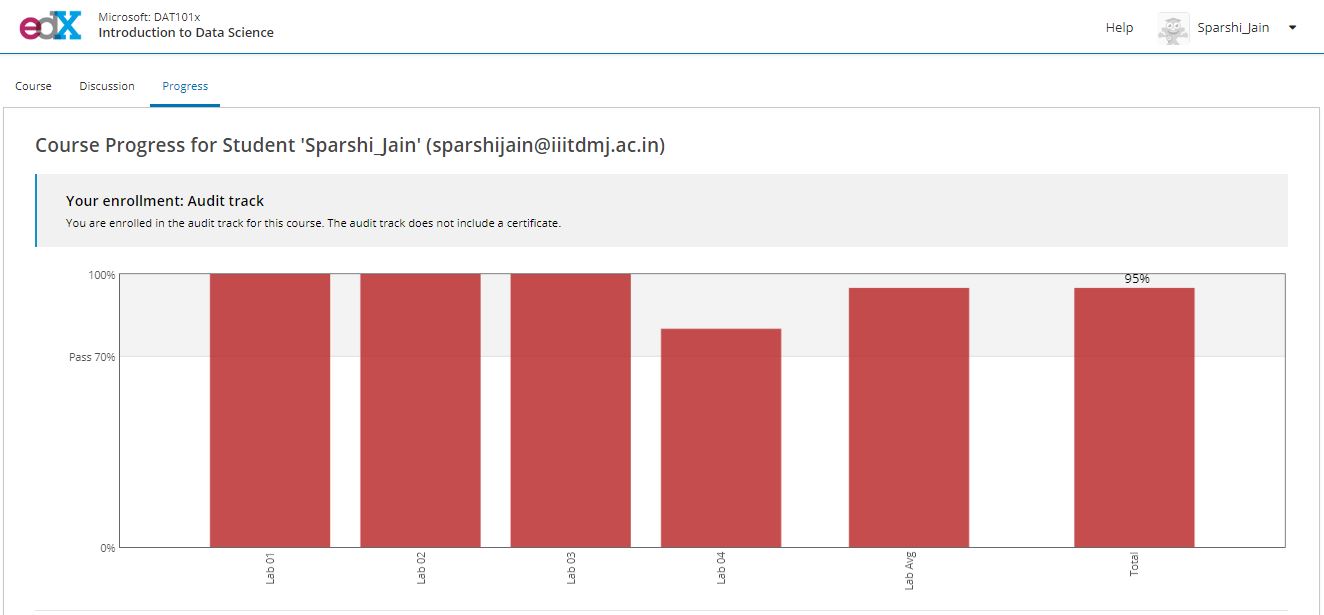 edX
Microsoft: DAT101x
Introduction to Data Science
Help
Sparshi_Jain
Course
Discussion
Progress
Course Progress for Student 'Sparshi_Jain' (sparshijain@iiitdmj.ac.in)
Your enrollment: Audit track
You are enrolled in the audit track for this course. The audit track does not include a certificate.
100%
95%
Pass 70%
0%
Lab 01
Lab 02
Lab 03
Lab 04
Lab Avg
Total